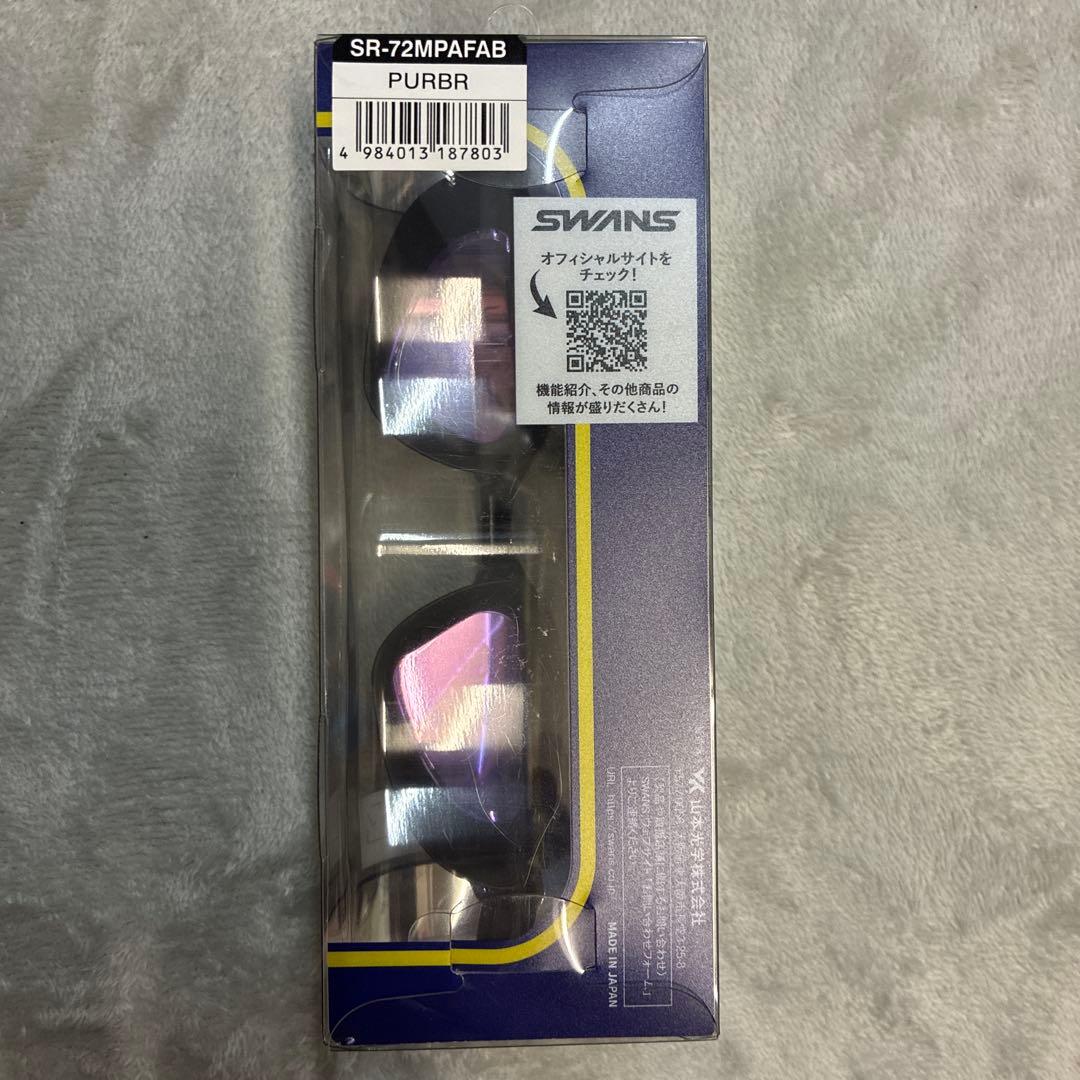 SR-72MPAFAB
PURBR
4 984013 187803
SWANS
オフィシャルサイトを
チェック!
機能紹介、その他商品の
情報が盛りだくさん!
山本光学株式会社
MADE IN JAPAN